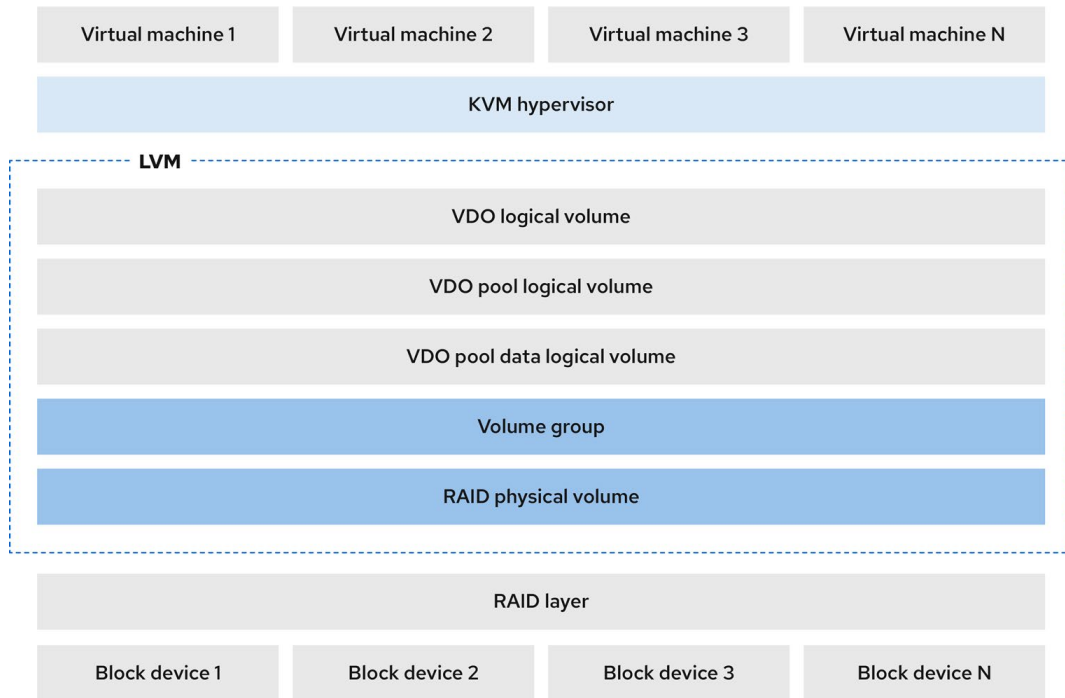 Virtual machine 1
Virtual machine 2
Virtual machine 3
Virtual machine N
KVM hypervisor
LVM
VDO logical volume
VDO pool logical volume
VDO pool data logical volume
Volume group
RAID physical volume
RAID layer
Block device 1
Block device 2
Block device 3
Block device N